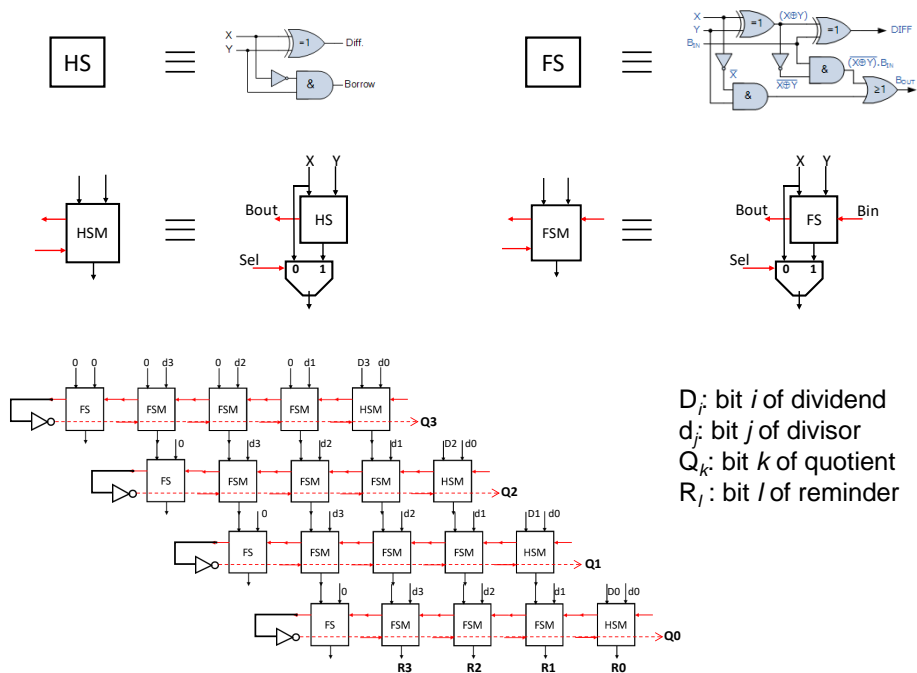 X
Y
=1
Diff.
&
Borrow
HS
X
Y
B_IN
=1
(X⊕Y)
=1
DIFF
X̅
X̅⊕̅Y̅
&
(X̅⊕̅Y̅).B_IN
B_OUT
&
≥1
FS
X Y
Bout HS
Sel
0 1
HSM
X Y
Bout FS Bin
Sel
0 1
FSM
0 0 0 d3 0 d2 0 d1 D3 d0
FS FSM FSM FSM HSM
Q3
0 d3 d2 d1 D2 d0
FS FSM FSM FSM HSM
Q2
0 d3 d2 d1 D1 d0
FS FSM FSM FSM HSM
Q1
0 d3 d2 d1 D0 d0
FS FSM FSM FSM HSM
Q0
R3 R2 R1 R0
D_i: bit i of dividend
d_j: bit j of divisor
Q_k: bit k of quotient
R_l : bit l of reminder